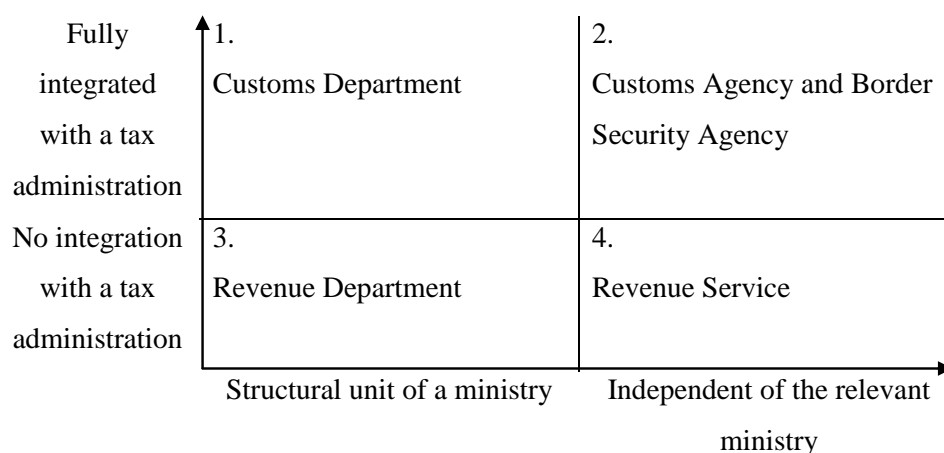 Fully
integrated
with a tax
administration
1.
Customs Department
2.
Customs Agency and Border
Security Agency
No integration
with a tax
administration
3.
Revenue Department
4.
Revenue Service
Structural unit of a ministry
Independent of the relevant
ministry